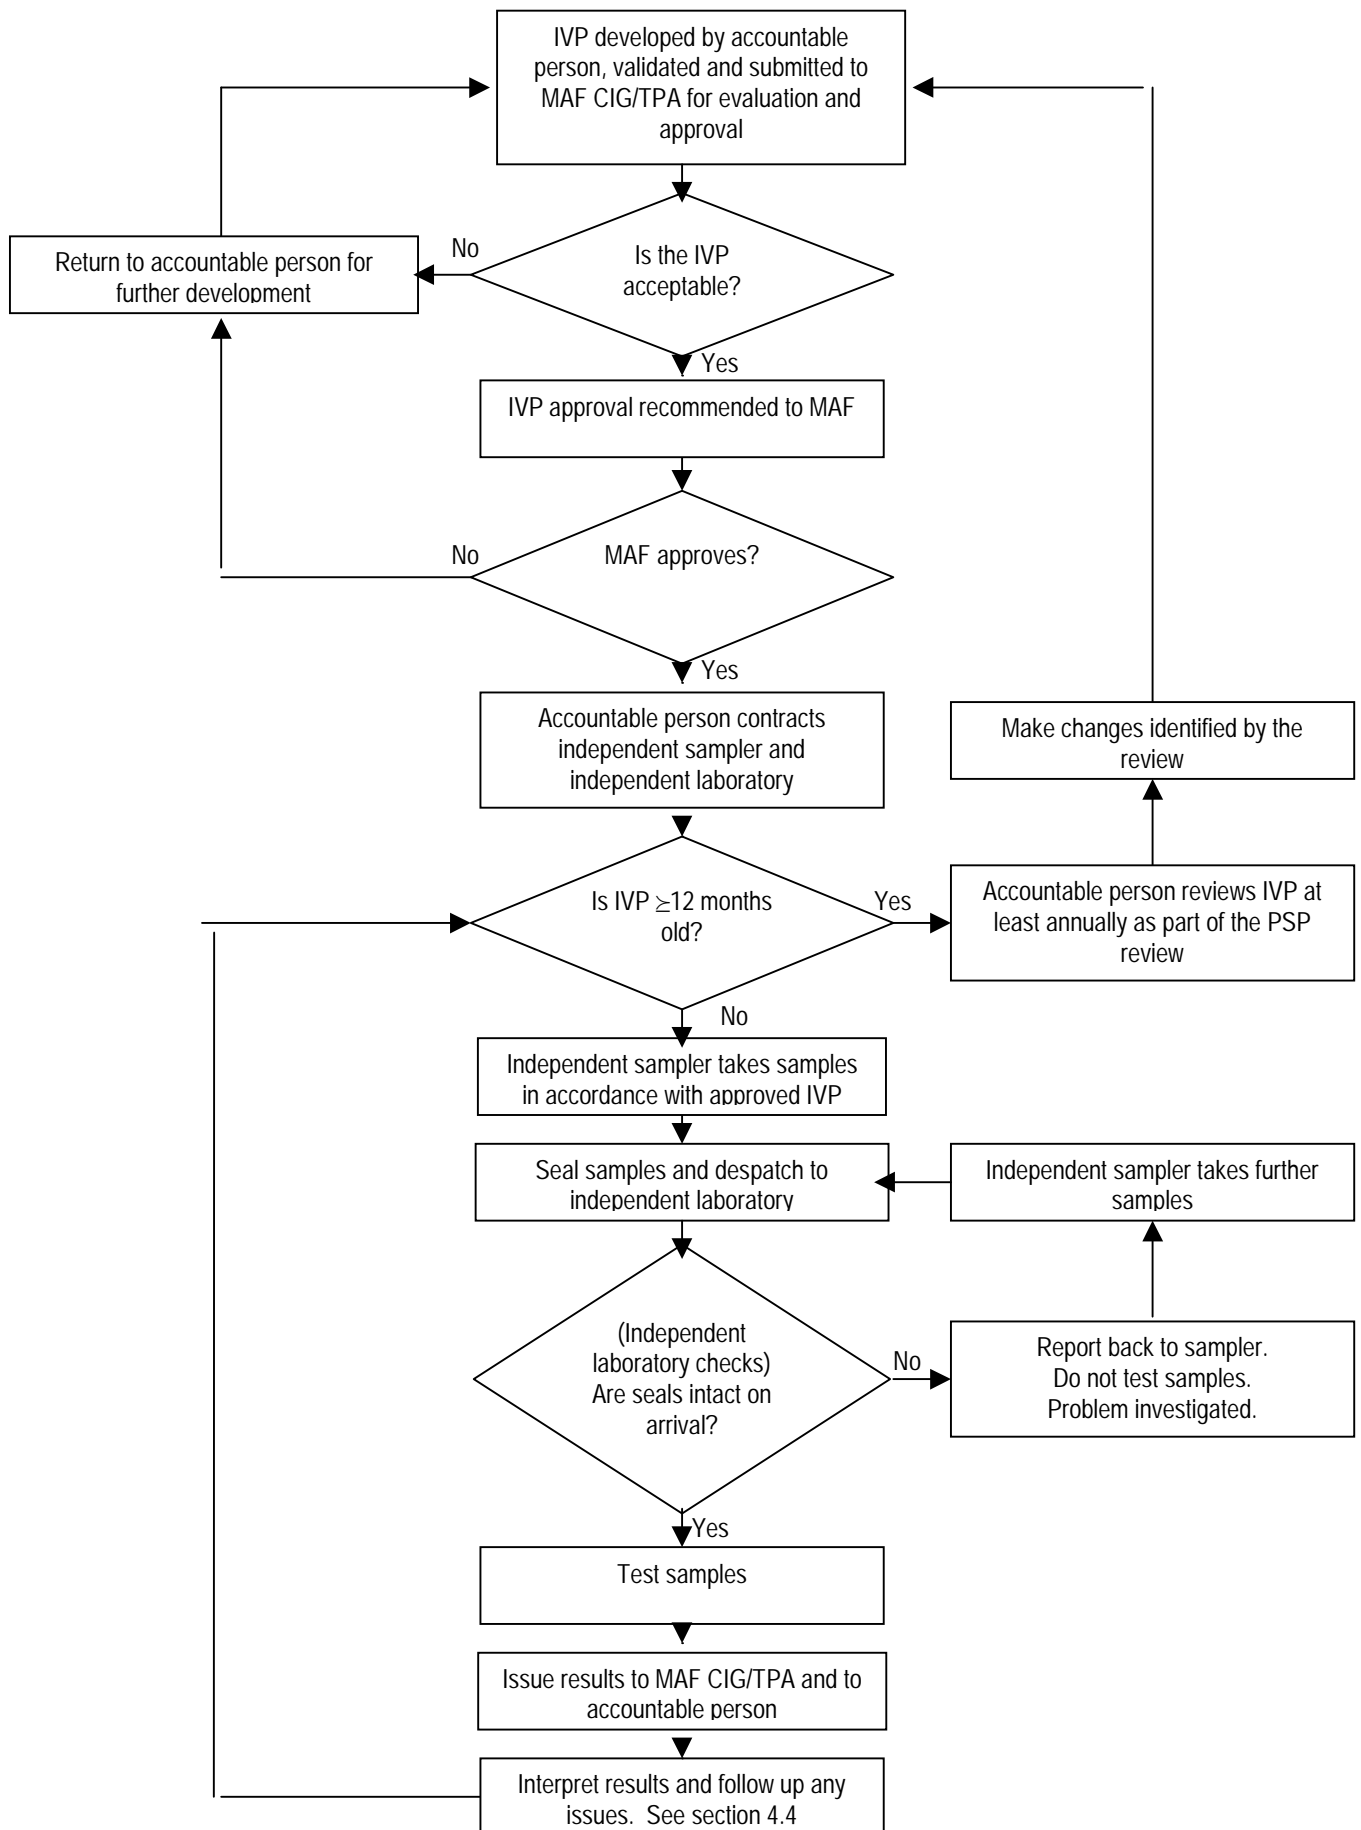 IVP developed by accountable
person, validated and submitted to
MAF CIG/TPA for evaluation and
approval
No
Return to accountable person for
further development
Is the IVP
acceptable?
Yes
IVP approval recommended to MAF
No
MAF approves?
Yes
Accountable person contracts
independent sampler and
independent laboratory
Make changes identified by the
review
Is IVP ≥12 months
old?
Yes
Accountable person reviews IVP at
least annually as part of the PSP
review
No
Independent sampler takes samples
in accordance with approved IVP
Seal samples and despatch to
independent laboratory
Independent sampler takes further
samples
(Independent
laboratory checks)
Are seals intact on
arrival?
No
Report back to sampler.
Do not test samples.
Problem investigated.
Yes
Test samples
Issue results to MAF CIG/TPA and to
accountable person
Interpret results and follow up any
issues. See section 4.4